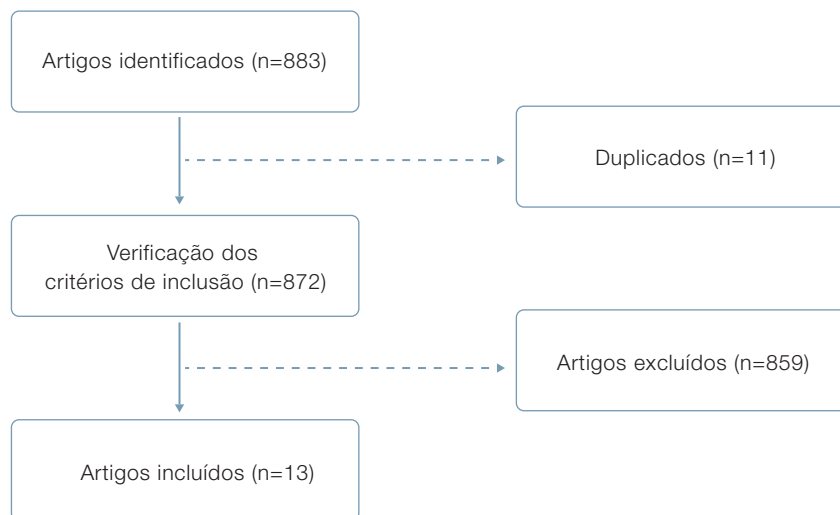 Artigos identificados (n=883)
Duplicados (n=11)
Verificação dos
critérios de inclusão (n=872)
Artigos excluídos (n=859)
Artigos incluídos (n=13)